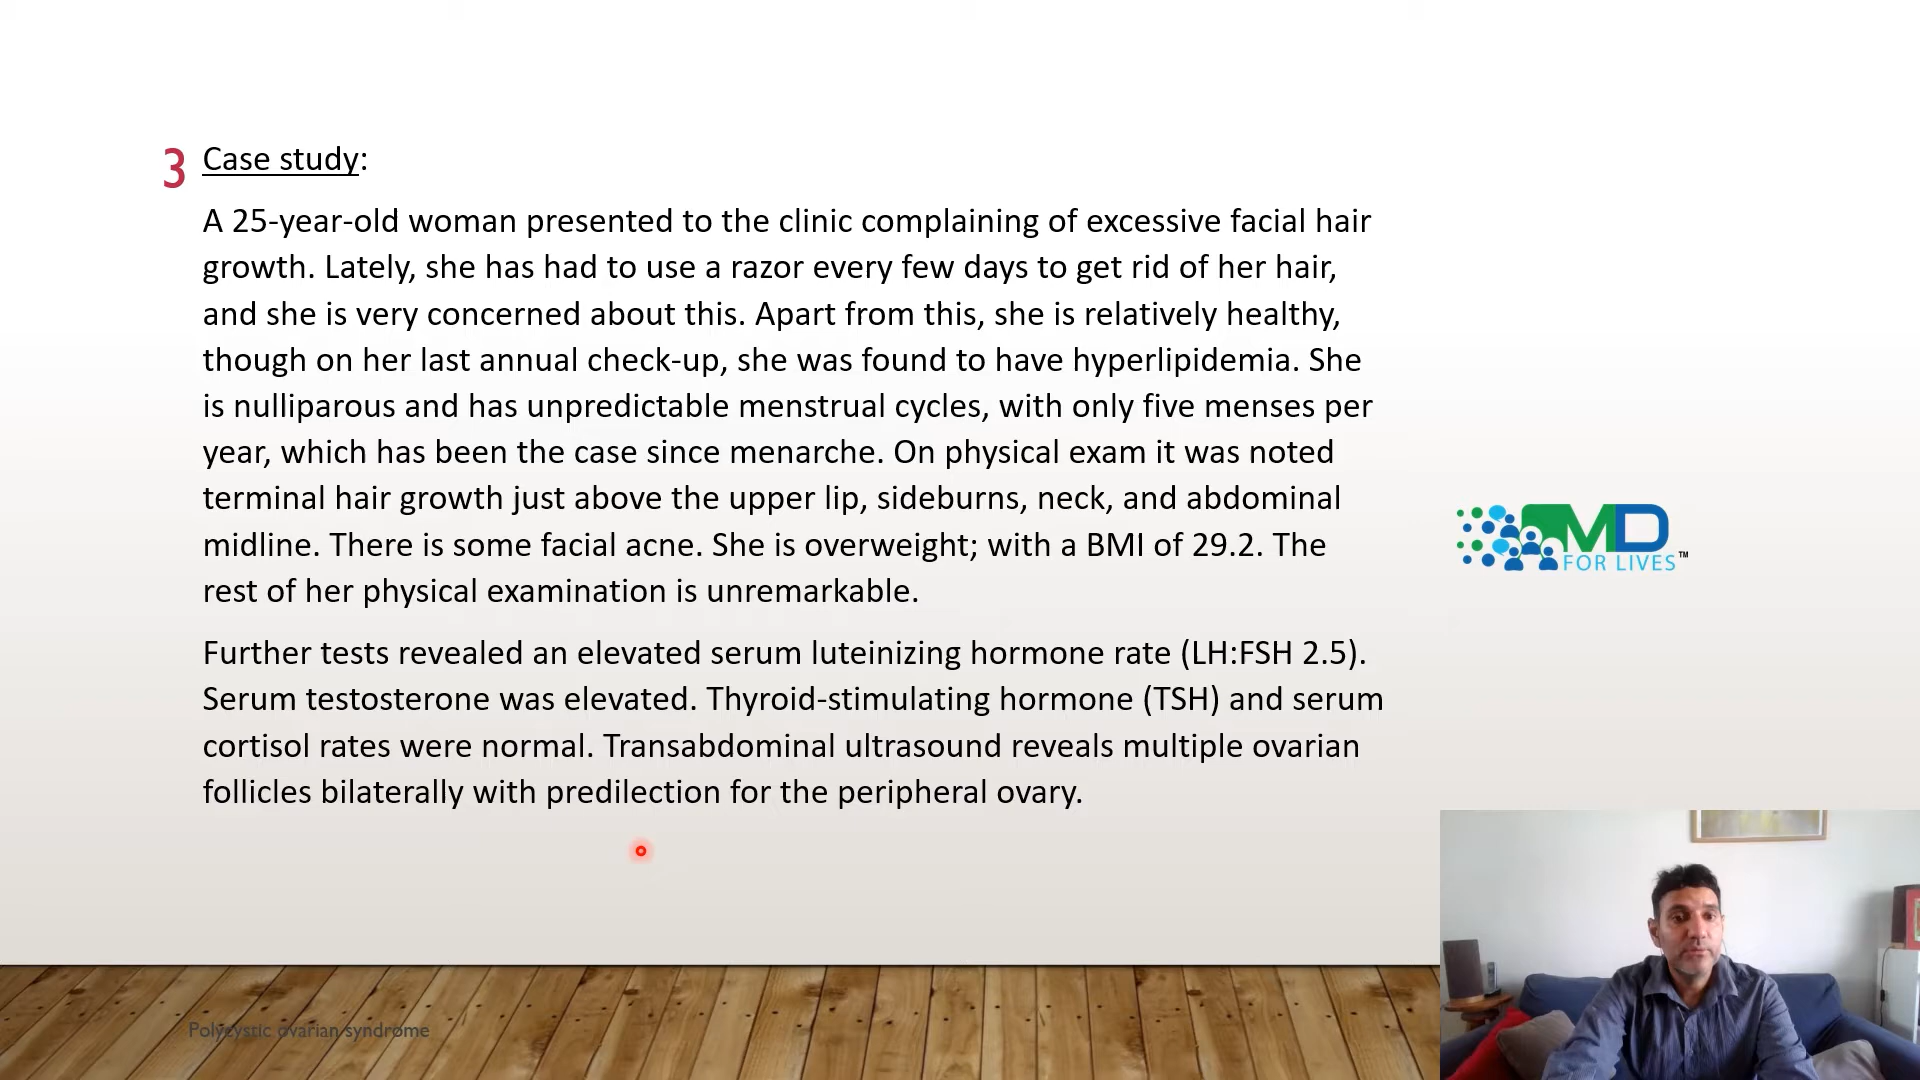 3
Case study:
A 25-year-old woman presented to the clinic complaining of excessive facial hair
growth. Lately, she has had to use a razor every few days to get rid of her hair,
and she is very concerned about this. Apart from this, she is relatively healthy,
though on her last annual check-up, she was found to have hyperlipidemia. She
is nulliparous and has unpredictable menstrual cycles, with only five menses per
year, which has been the case since menarche. On physical exam it was noted
terminal hair growth just above the upper lip, sideburns, neck, and abdominal
midline. There is some facial acne. She is overweight; with a BMI of 29.2. The
rest of her physical examination is unremarkable.
Further tests revealed an elevated serum luteinizing hormone rate (LH:FSH 2.5).
Serum testosterone was elevated. Thyroid-stimulating hormone (TSH) and serum
cortisol rates were normal. Transabdominal ultrasound reveals multiple ovarian
follicles bilaterally with predilection for the peripheral ovary.
MD
FOR LIVES™
Polycystic ovarian syndrome